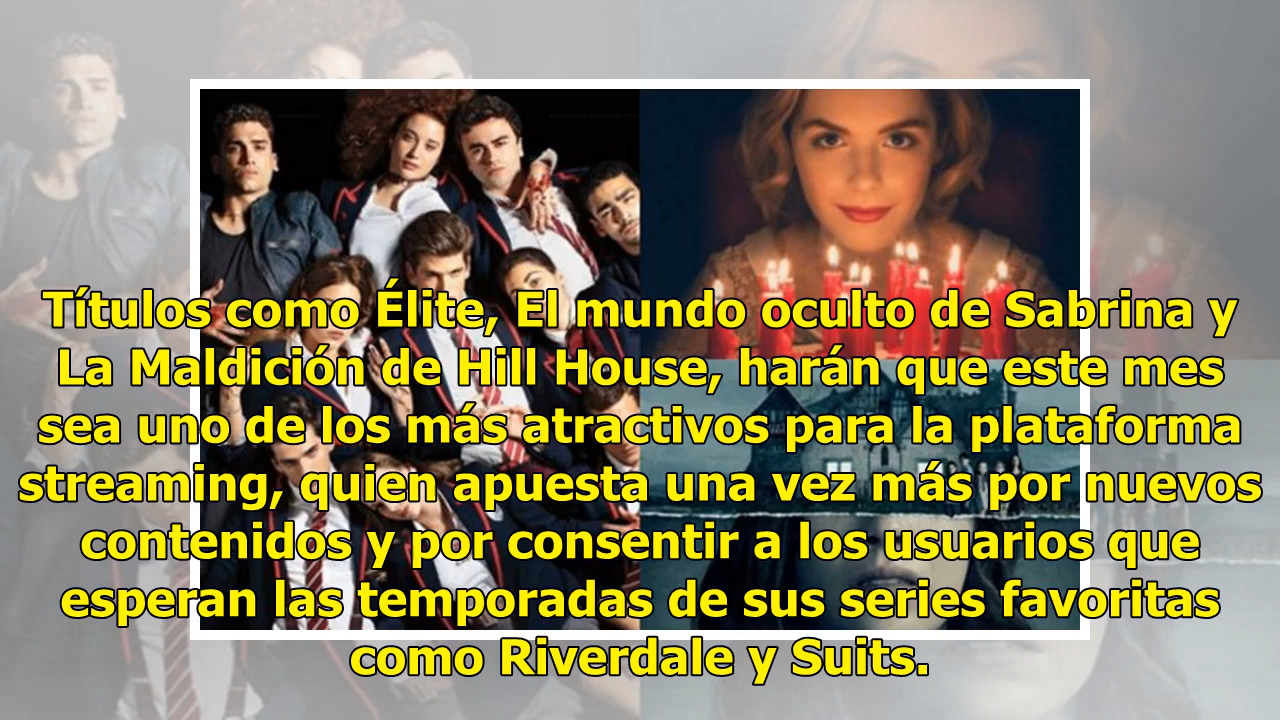 Títulos como Élite, El mundo oculto de Sabrina y
La Maldición de Hill House, harán que este mes
sea uno de los más atractivos para la plataforma
streaming, quien apuesta una vez más por nuevos
contenidos y por consentir a los usuarios que
esperan las temporadas de sus series favoritas
como Riverdale y Suits.